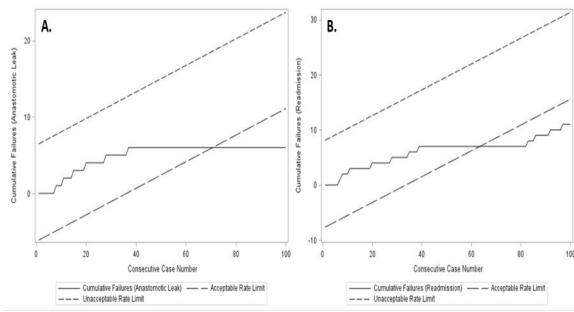 A.
B.
Cumulative Failures (Anastomotic Leak)
20
10
0
0
20
40
60
80
100
Consecutive Case Number
Cumulative Failures (Anastomotic Leak)
Acceptable Rate Limit
Unacceptable Rate Limit
Cumulative Failures (Readmission)
30
20
10
0
-10
0
20
40
60
80
100
Consecutive Case Number
Cumulative Failures (Readmission)
Acceptable Rate Limit
Unacceptable Rate Limit